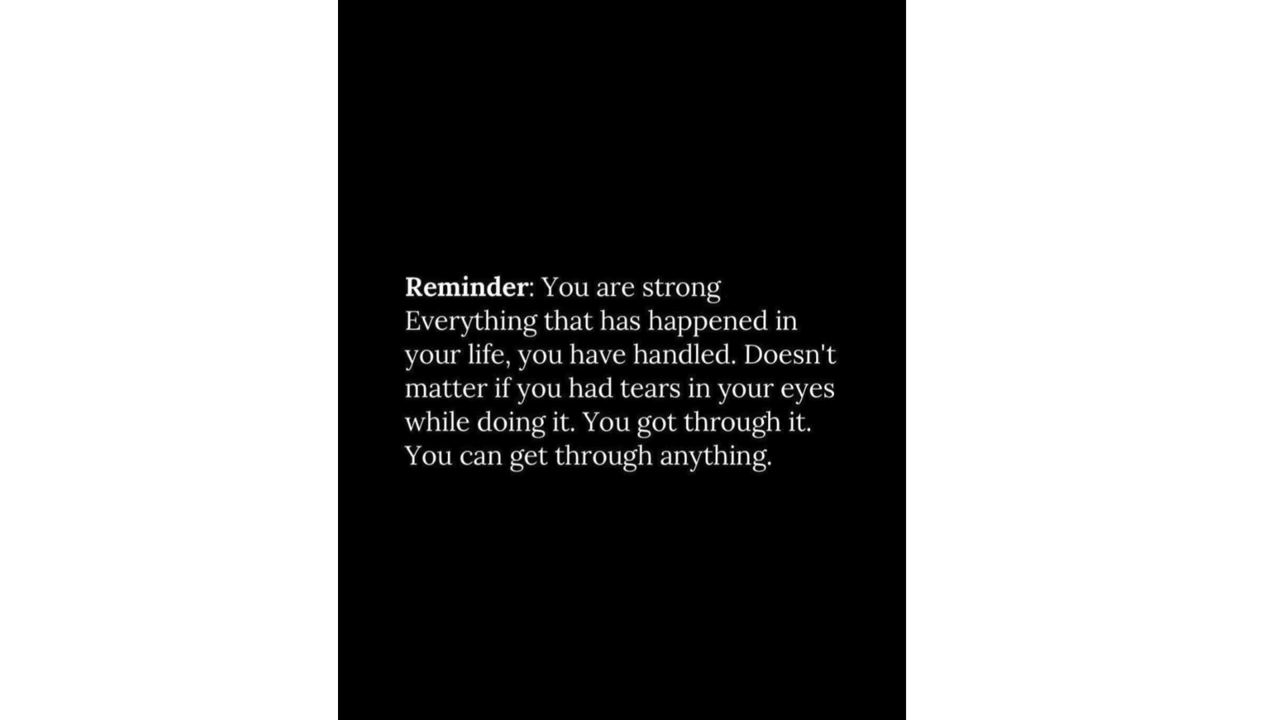 Reminder: You are strong
Everything that has happened in
your life, you have handled. Doesn't
matter if you had tears in your eyes
while doing it. You got through it.
You can get through anything.